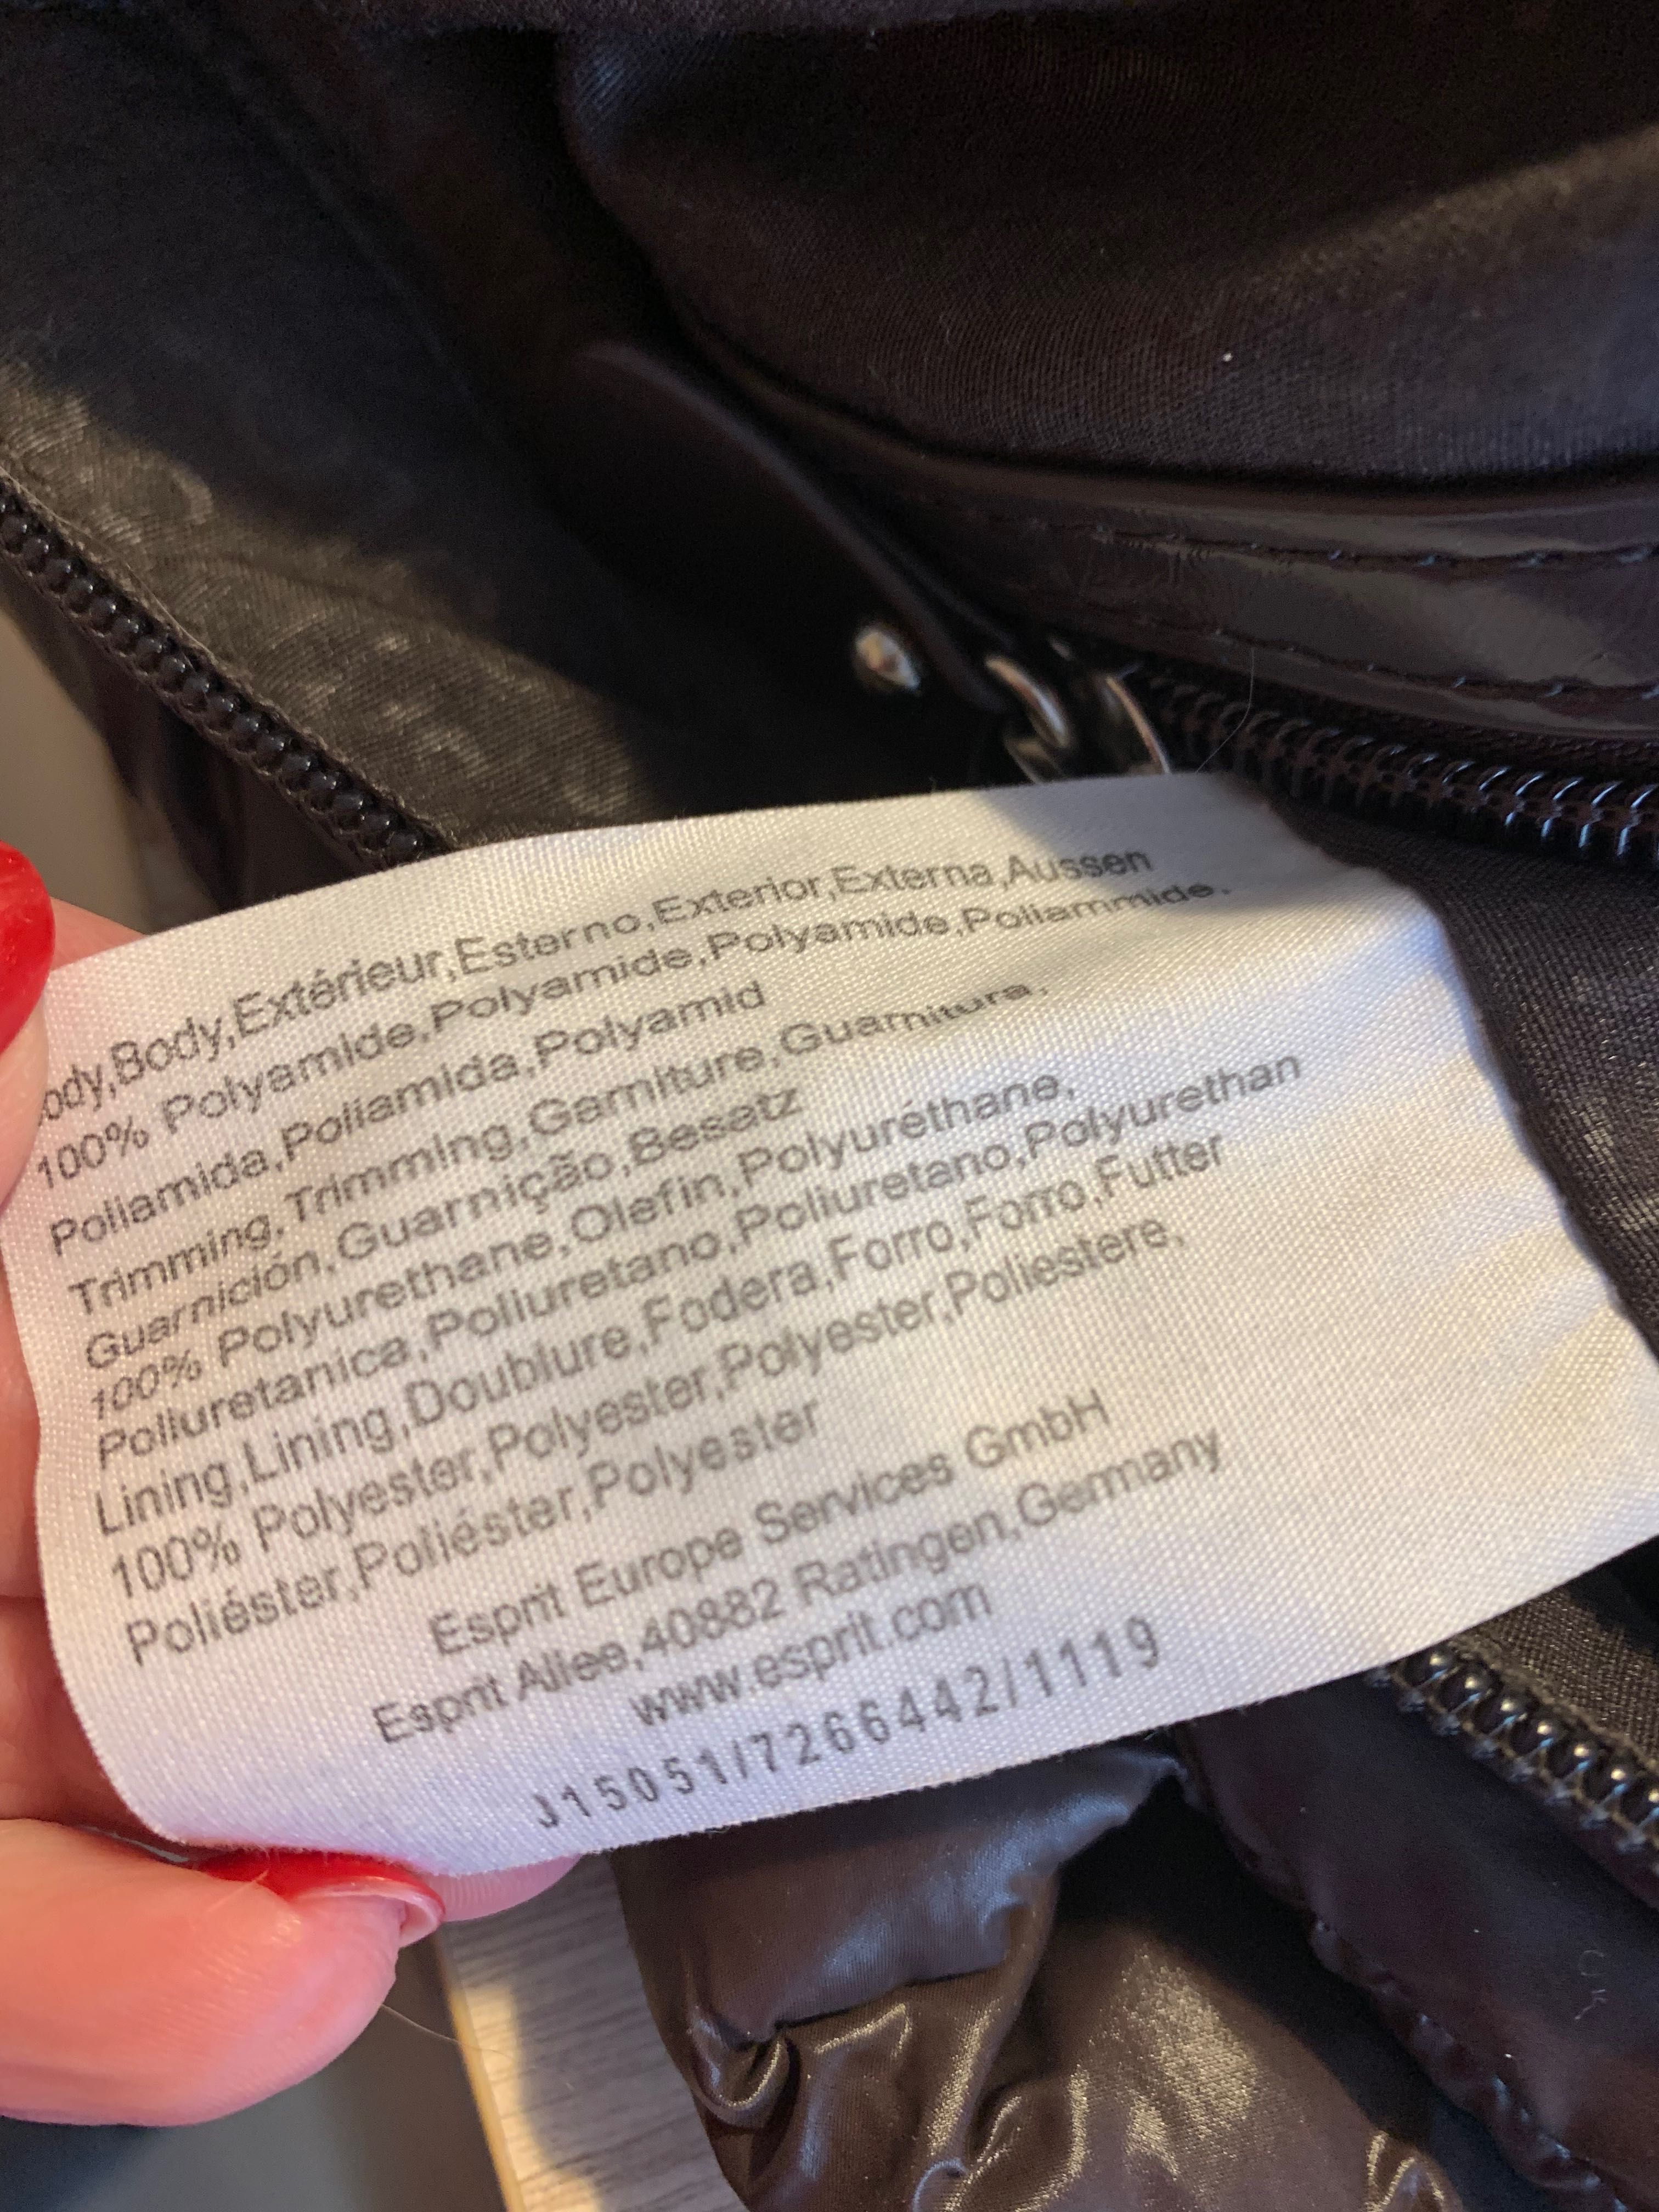 ody,Body,Extérieur,Esterno,Exterior,Externa,Aussen
100% Polyamide,Polyamide,Polyamide,Poliammide,
Poliamida,Poliamida,Polyamid
Trimming,Trimming,Garniture,Guarnitura,
Guarnición,Guarnição,Besatz
100% Polyurethane,Olefin,Polyuréthane,
Poliuretanica,Poliuretano,Poliuretano,Polyurethan
Lining,Lining,Doublure,Fodera,Forro,Forro,Futter
100% Polyester,Polyester,Polyester,Poliestere,
Poliéster,Poliéster,Polyester
Esprit Europe Services GmbH
Esprit Allee,40882 Ratingen,Germany
www.esprit.com
J15051/7266442/1119